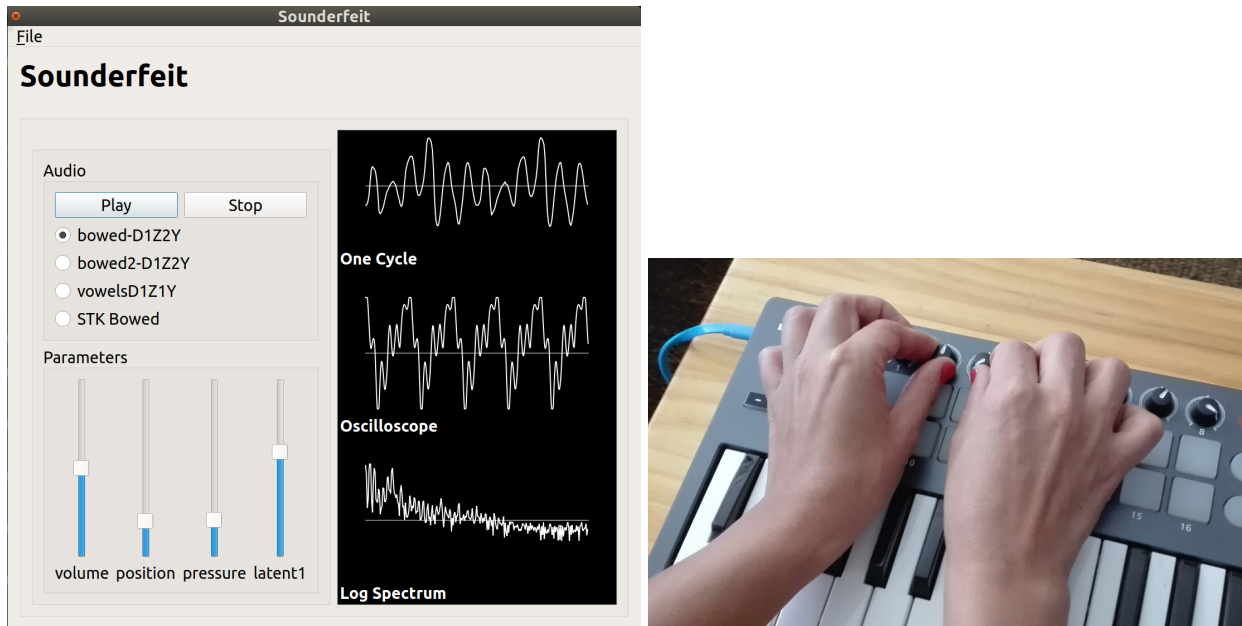 Sounderfeit
File
Sounderfeit
Audio
Play
Stop
bowed-D1Z2Y
bowed2-D1Z2Y
vowelsD1Z1Y
STK Bowed
Parameters
volume
position
pressure
latent1
One Cycle
Oscilloscope
Log Spectrum
1
8
15
16